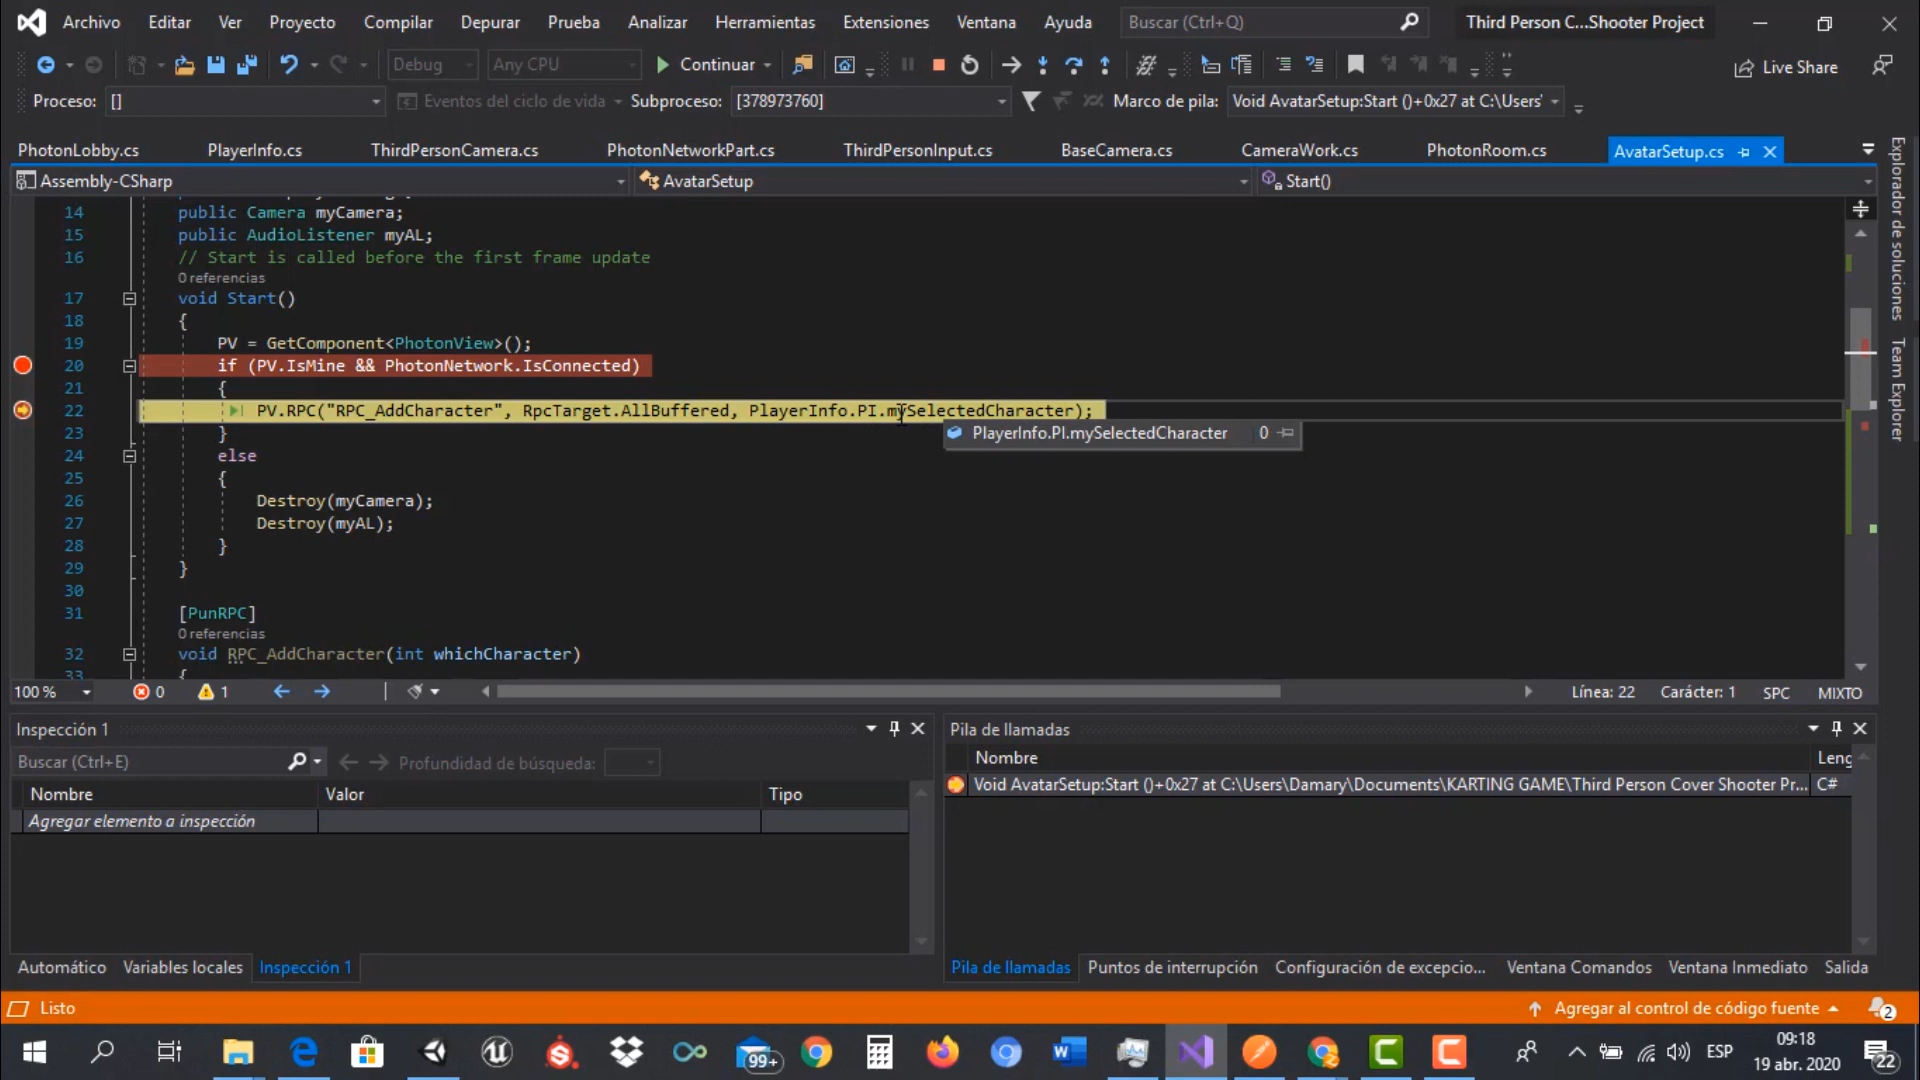 Archivo Editar Ver Proyecto Compilar Depurar Prueba Analizar Herramientas Extensiones Ventana Ayuda Buscar (Ctrl+Q) Third Person C...Shooter Project
Debug Any CPU Continuar Live Share
Proceso: [] Eventos del ciclo de vida Subproceso: [378973760] Marco de pila: Void AvatarSetup:Start ()+0x27 at C:\Users\
PhotonLobby.cs PlayerInfo.cs ThirdPersonCamera.cs PhotonNetworkPart.cs ThirdPersonInput.cs BaseCamera.cs CameraWork.cs PhotonRoom.cs AvatarSetup.cs
Assembly-CSharp AvatarSetup Start()
14 public Camera myCamera;
15 public AudioListener myAL;
16 // Start is called before the first frame update
0 referencias
17 void Start()
18 {
19 PV = GetComponent<PhotonView>();
20 if (PV.IsMine && PhotonNetwork.IsConnected)
21 {
22 PV.RPC("RPC_AddCharacter", RpcTarget.AllBuffered, PlayerInfo.PI.mySelectedCharacter);
23 }
PlayerInfo.PI.mySelectedCharacter 0
24 else
25 {
26 Destroy(myCamera);
27 Destroy(myAL);
28 }
29 }
30
31 [PunRPC]
0 referencias
32 void RPC_AddCharacter(int whichCharacter)
33 {
Explorador de soluciones
Team Explorer
100 % 0 1 Línea: 22 Carácter: 1 SPC MIXTO
Inspección 1
Buscar (Ctrl+E) Profundidad de búsqueda:
Nombre Valor Tipo
Agregar elemento a inspección
Pila de llamadas
Nombre Leng
Void AvatarSetup:Start ()+0x27 at C:\Users\Damary\Documents\KARTING GAME\Third Person Cover Shooter Pr... C#
Automático Variables locales Inspección 1 Pila de llamadas Puntos de interrupción Configuración de excepcio... Ventana Comandos Ventana Inmediato Salida
Listo Agregar al control de código fuente 2
99+ ESP 09:18
19 abr. 2020 22